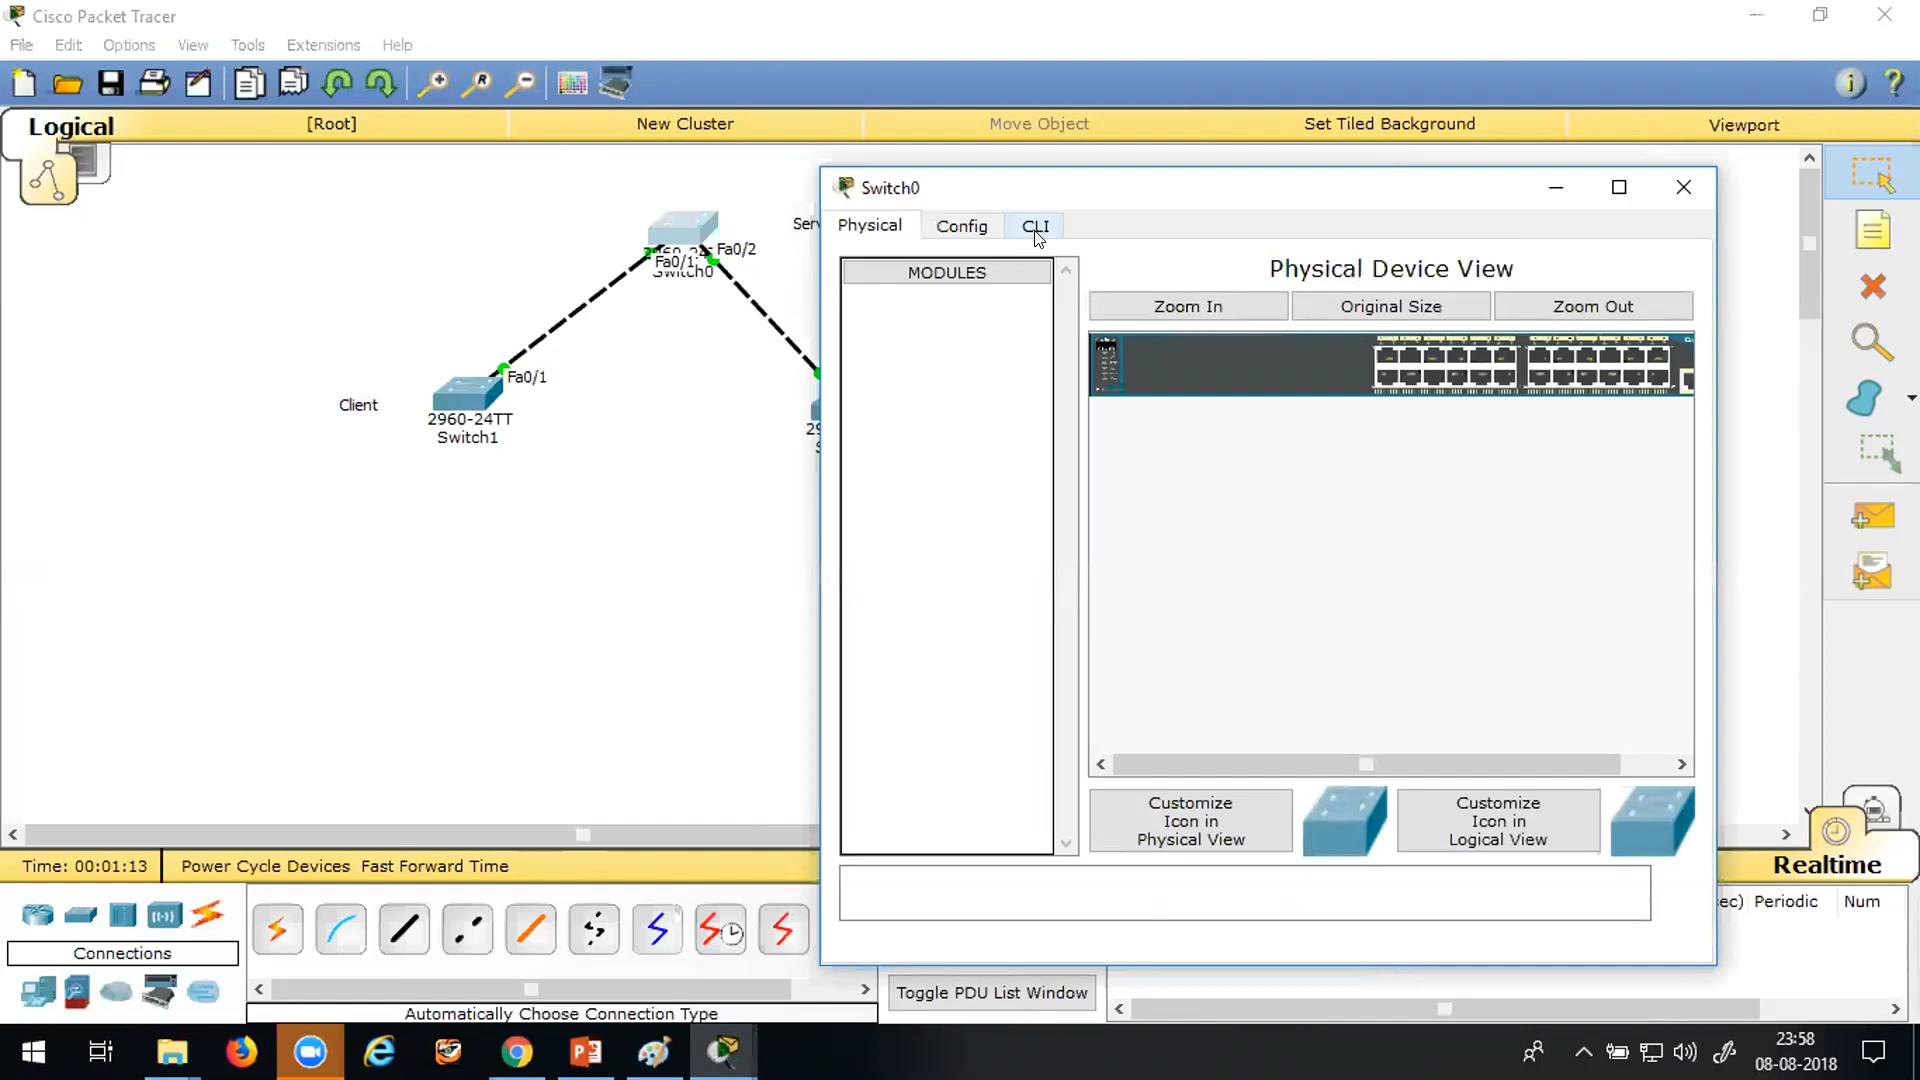 Cisco Packet Tracer
File Edit Options View Tools Extensions Help
Logical [Root] New Cluster Move Object Set Tiled Background Viewport
Switch0
Physical Config CLI
MODULES
Physical Device View
Zoom In Original Size Zoom Out
Serv
Fa0/2
Fa0/1
Switch0
Fa0/1
Client
2960-24TT
Switch1
29
S
Customize
Icon in
Physical View
Customize
Icon in
Logical View
Time: 00:01:13 Power Cycle Devices Fast Forward Time
Realtime
ec) Periodic Num
Connections
Toggle PDU List Window
Automatically Choose Connection Type
23:58
08-08-2018